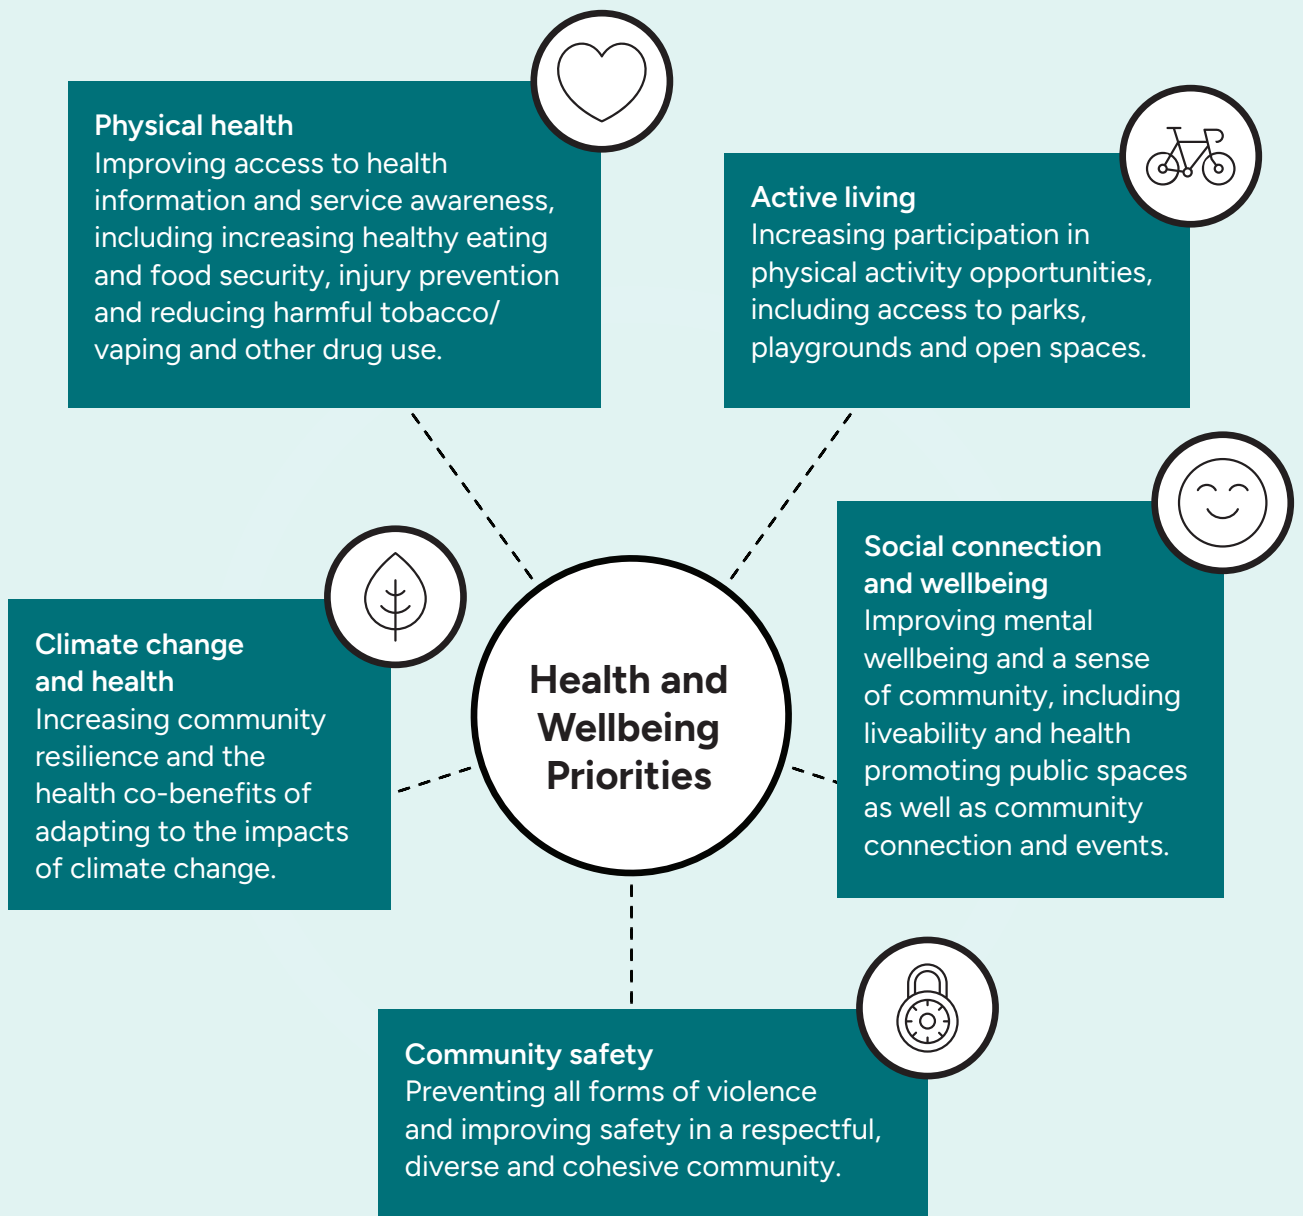 Physical health
Improving access to health
information and service awareness,
including increasing healthy eating
and food security, injury prevention
and reducing harmful tobacco/
vaping and other drug use.
Active living
Increasing participation in
physical activity opportunities,
including access to parks,
playgrounds and open spaces.
Social connection
and wellbeing
Improving mental
wellbeing and a sense
of community, including
liveability and health
promoting public spaces
as well as community
connection and events.
Climate change
and health
Increasing community
resilience and the
health co-benefits of
adapting to the impacts
of climate change.
Health and
Wellbeing
Priorities
Community safety
Preventing all forms of violence
and improving safety in a respectful,
diverse and cohesive community.